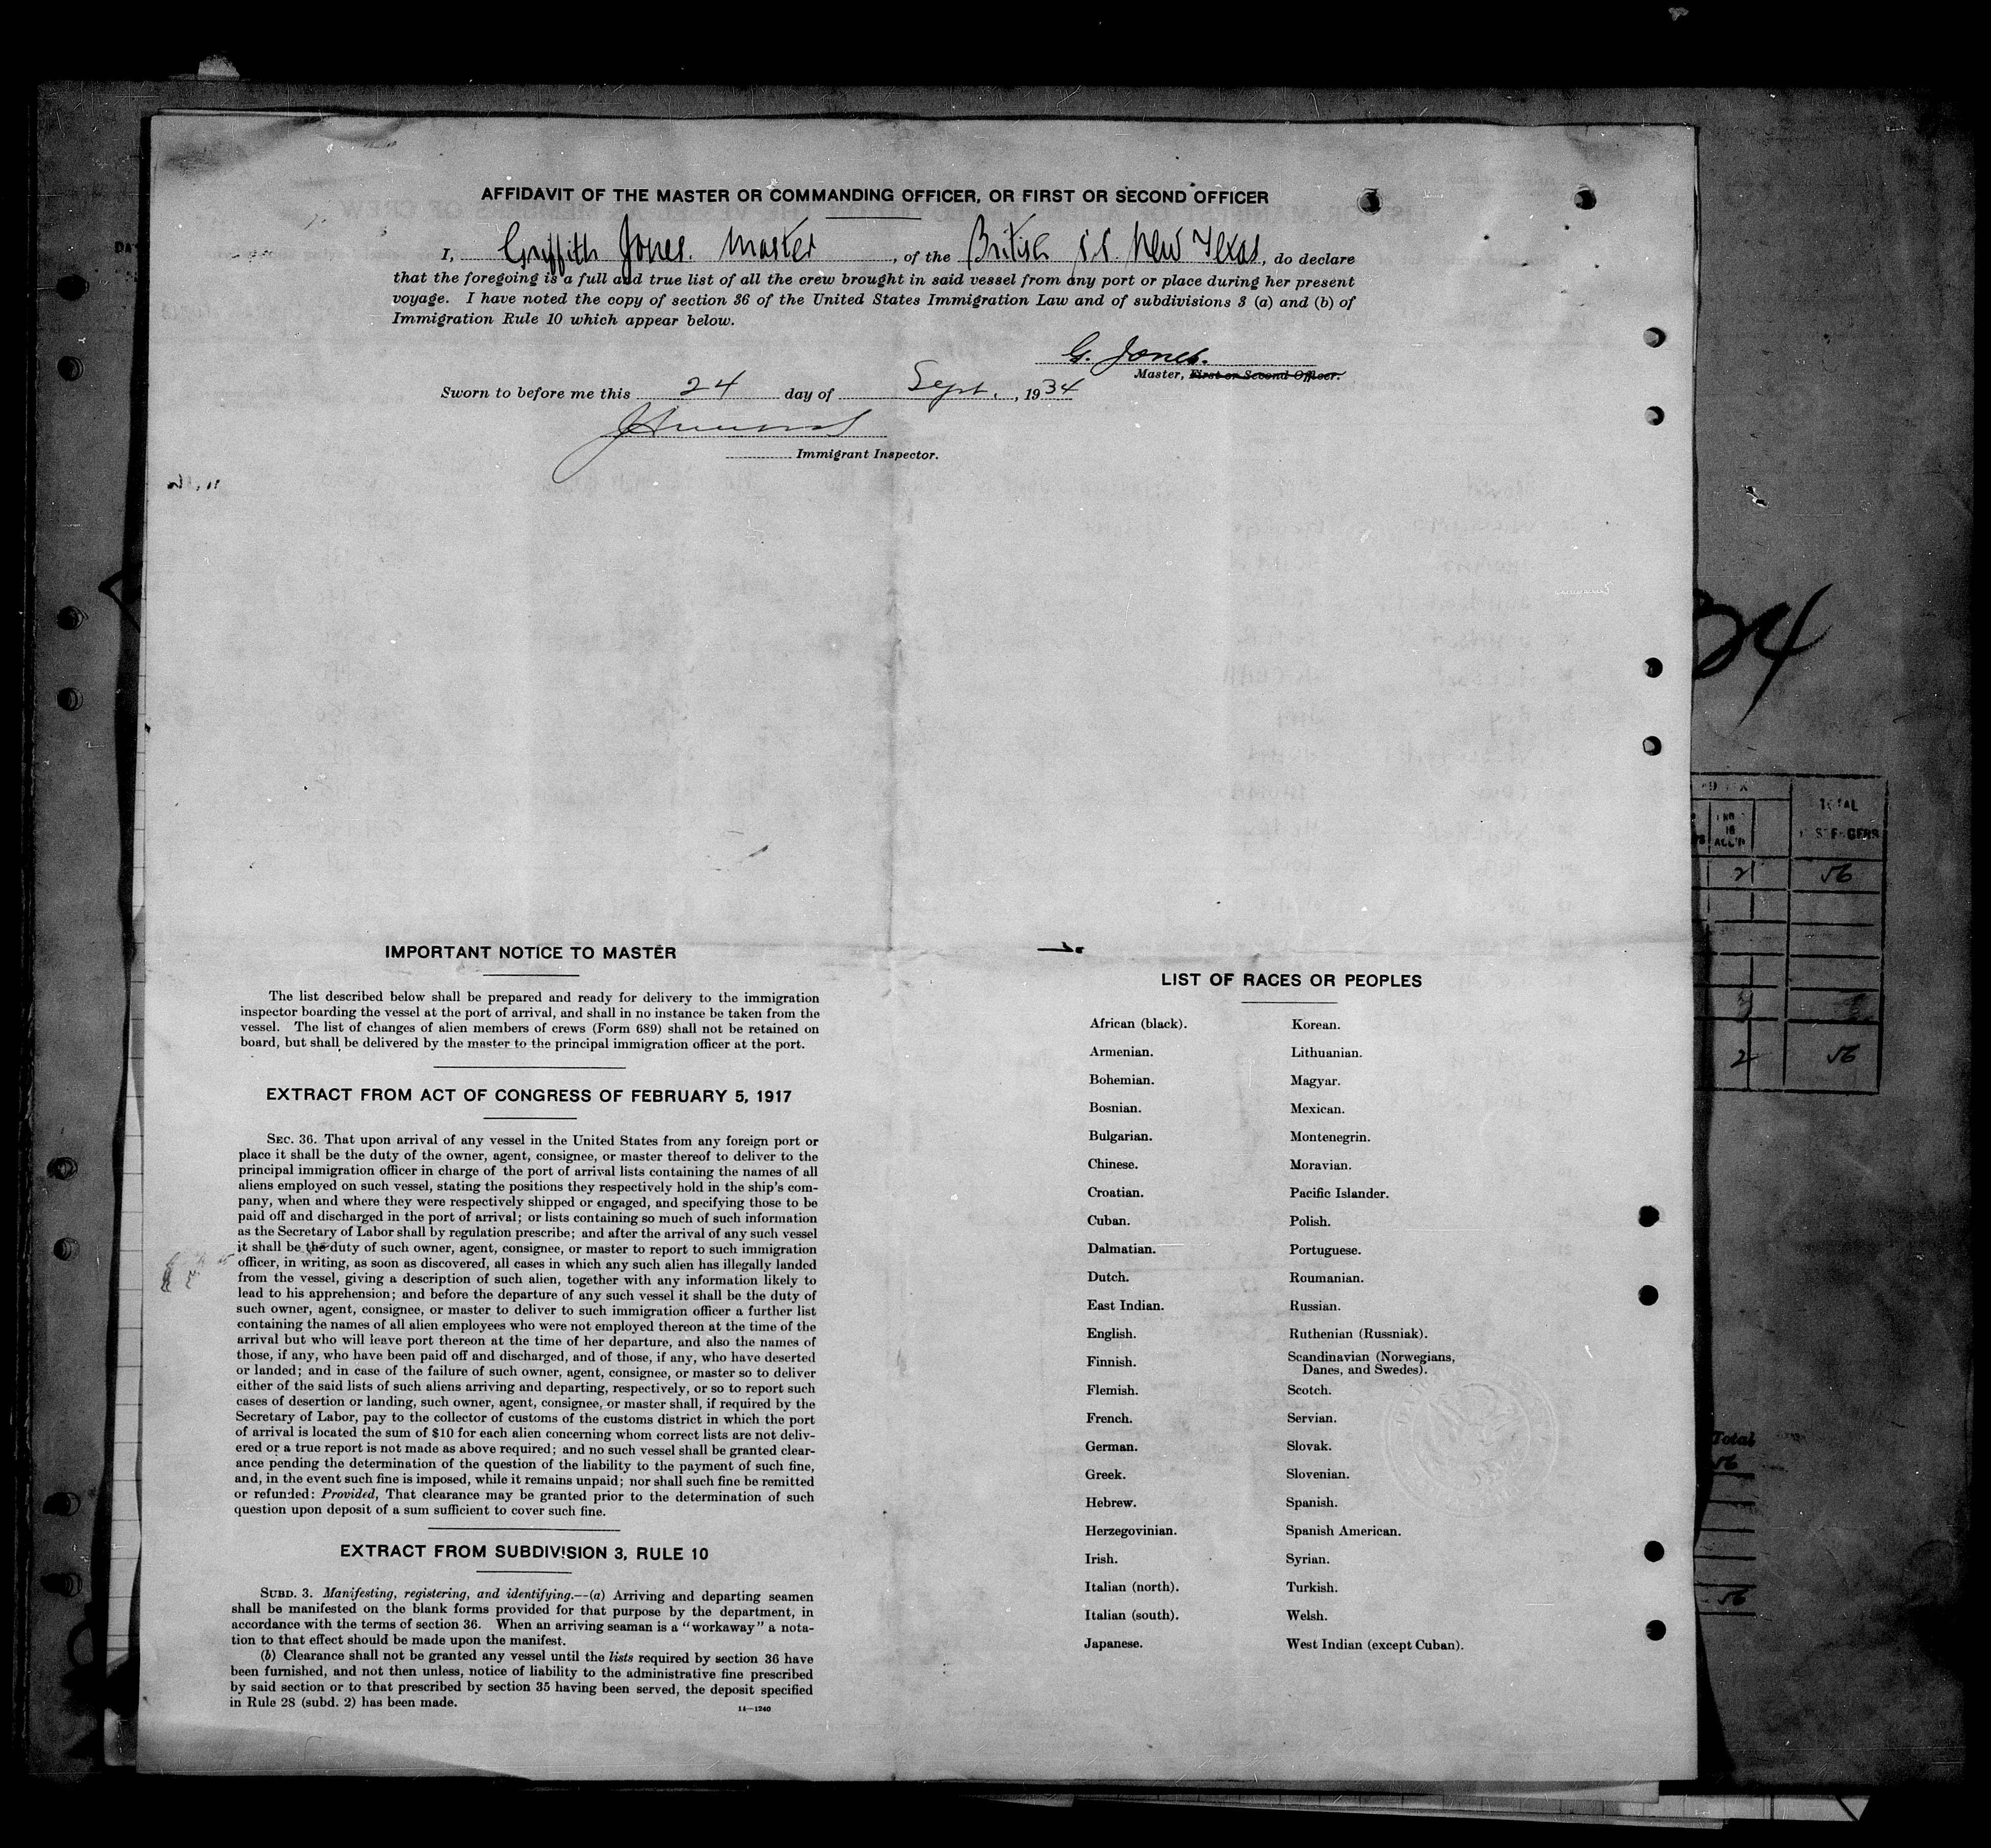 AFFIDAVIT OF THE MASTER OR COMMANDING OFFICER, OR FIRST OR SECOND OFFICER
I, Griffith Jones. Master, of the British s.s. New Texas, do declare
that the foregoing is a full and true list of all the crew brought in said vessel from any port or place during her present
voyage. I have noted the copy of section 36 of the United States Immigration Law and of subdivisions 3 (a) and (b) of
Immigration Rule 10 which appear below.
G. Jones.
Master, First or Second Officer.
Sworn to before me this 24 day of Sept., 1934
Immigrant Inspector.
IMPORTANT NOTICE TO MASTER
The list described below shall be prepared and ready for delivery to the immigration
inspector boarding the vessel at the port of arrival, and shall in no instance be taken from the
vessel. The list of changes of alien members of crews (Form 689) shall not be retained on
board, but shall be delivered by the master to the principal immigration officer at the port.
EXTRACT FROM ACT OF CONGRESS OF FEBRUARY 5, 1917
SEC. 36. That upon arrival of any vessel in the United States from any foreign port or
place it shall be the duty of the owner, agent, consignee, or master thereof to deliver to the
principal immigration officer in charge of the port of arrival lists containing the names of all
aliens employed on such vessel, stating the positions they respectively hold in the ship's com-
pany, when and where they were respectively shipped or engaged, and specifying those to be
paid off and discharged in the port of arrival; or lists containing so much of such information
as the Secretary of Labor shall by regulation prescribe; and after the arrival of any such vessel
it shall be the duty of such owner, agent, consignee, or master to report to such immigration
officer, in writing, as soon as discovered, all cases in which any such alien has illegally landed
from the vessel, giving a description of such alien, together with any information likely to
lead to his apprehension; and before the departure of any such vessel it shall be the duty of
such owner, agent, consignee, or master to deliver to such immigration officer a further list
containing the names of all alien employees who were not employed thereon at the time of the
arrival but who will leave port thereon at the time of her departure, and also the names of
those, if any, who have been paid off and discharged, and of those, if any, who have deserted
or landed; and in case of the failure of such owner, agent, consignee, or master so to deliver
either of the said lists of such aliens arriving and departing, respectively, or so to report such
cases of desertion or landing, such owner, agent, consignee, or master shall, if required by the
Secretary of Labor, pay to the collector of customs of the customs district in which the port
of arrival is located the sum of $10 for each alien concerning whom correct lists are not deliv-
ered or a true report is not made as above required; and no such vessel shall be granted clear-
ance pending the determination of the question of the liability to the payment of such fine,
and, in the event such fine is imposed, while it remains unpaid; nor shall such fine be remitted
or refunded: Provided, That clearance may be granted prior to the determination of such
question upon deposit of a sum sufficient to cover such fine.
EXTRACT FROM SUBDIVISION 3, RULE 10
SUBD. 3. Manifesting, registering, and identifying.—(a) Arriving and departing seamen
shall be manifested on the blank forms provided for that purpose by the department, in
accordance with the terms of section 36. When an arriving seaman is a "workaway" a nota-
tion to that effect should be made upon the manifest.
(b) Clearance shall not be granted any vessel until the lists required by section 36 have
been furnished, and not then unless, notice of liability to the administrative fine prescribed
by said section or to that prescribed by section 35 having been served, the deposit specified
in Rule 28 (subd. 2) has been made.
14—1240
LIST OF RACES OR PEOPLES
African (black). Korean.
Armenian. Lithuanian.
Bohemian. Magyar.
Bosnian. Mexican.
Bulgarian. Montenegrin.
Chinese. Moravian.
Croatian. Pacific Islander.
Cuban. Polish.
Dalmatian. Portuguese.
Dutch. Roumanian.
East Indian. Russian.
English. Ruthenian (Russniak).
Finnish. Scandinavian (Norwegians,
Danes, and Swedes).
Flemish. Scotch.
French. Servian.
German. Slovak.
Greek. Slovenian.
Hebrew. Spanish.
Herzegovinian. Spanish American.
Irish. Syrian.
Italian (north). Turkish.
Italian (south). Welsh.
Japanese. West Indian (except Cuban).
34
TOTAL
2 56
2 56
Total
56
56